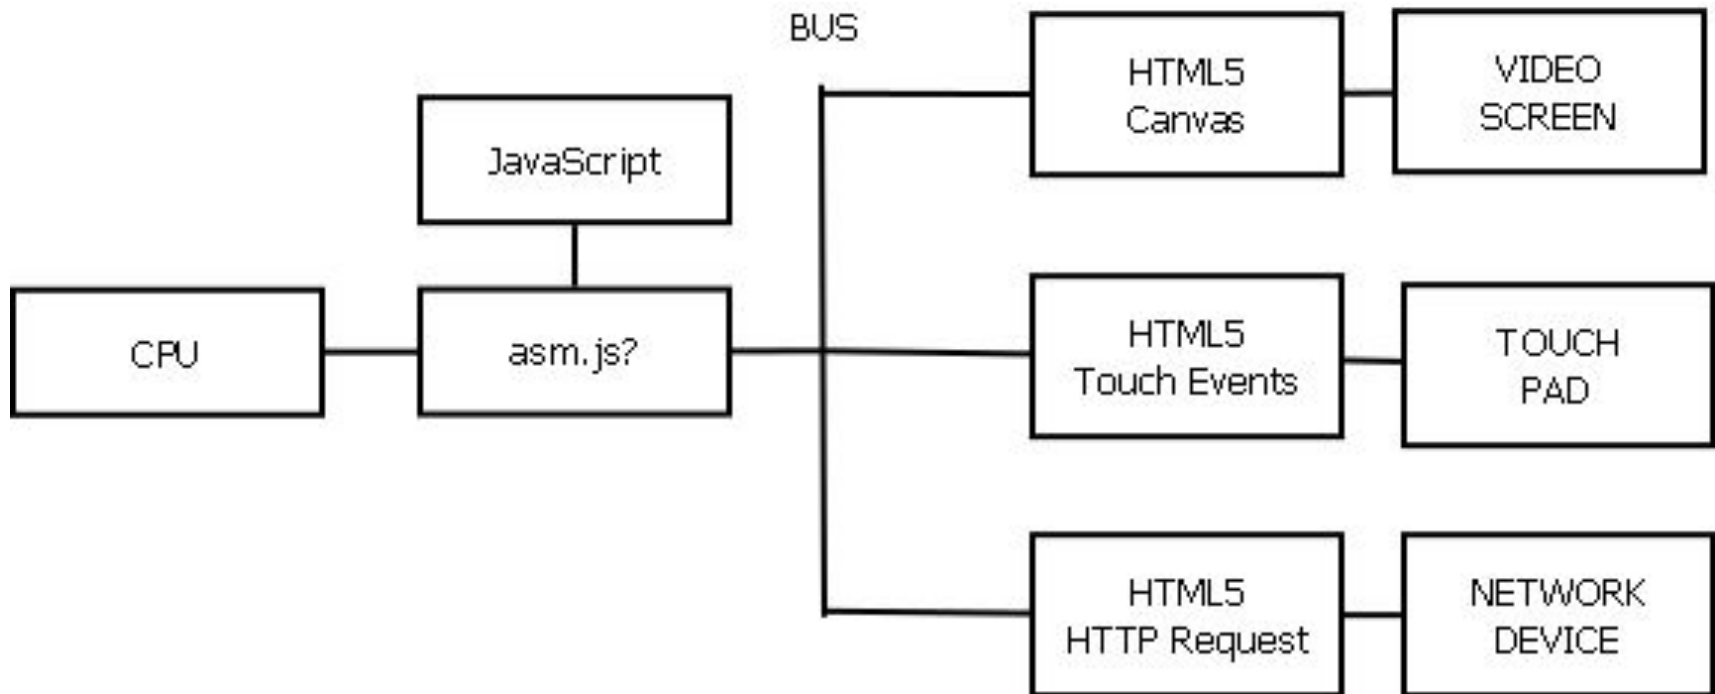 BUS
HTML5
Canvas
VIDEO
SCREEN
JavaScript
CPU
asm.js?
HTML5
Touch Events
TOUCH
PAD
HTML5
HTTP Request
NETWORK
DEVICE